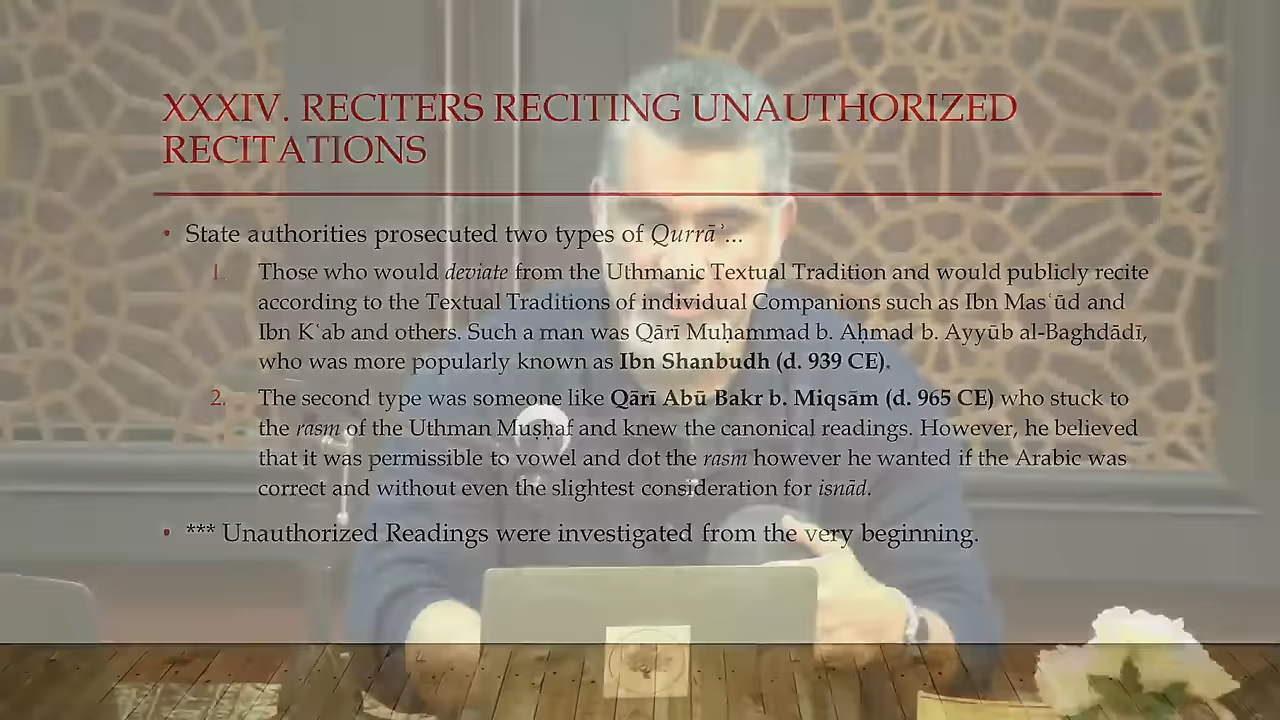 XXXIV. RECITERS RECITING UNAUTHORIZED
RECITATIONS
• State authorities prosecuted two types of Qurrāʾ...
1. Those who would deviate from the Uthmanic Textual Tradition and would publicly recite
according to the Textual Traditions of individual Companions such as Ibn Masʿūd and
Ibn Kʿab and others. Such a man was Qārī Muḥammad b. Aḥmad b. Ayyūb al-Baghdādī,
who was more popularly known as Ibn Shanbudh (d. 939 CE).
2. The second type was someone like Qārī Abū Bakr b. Miqsām (d. 965 CE) who stuck to
the rasm of the Uthman Muṣḥaf and knew the canonical readings. However, he believed
that it was permissible to vowel and dot the rasm however he wanted if the Arabic was
correct and without even the slightest consideration for isnād.
• *** Unauthorized Readings were investigated from the very beginning.